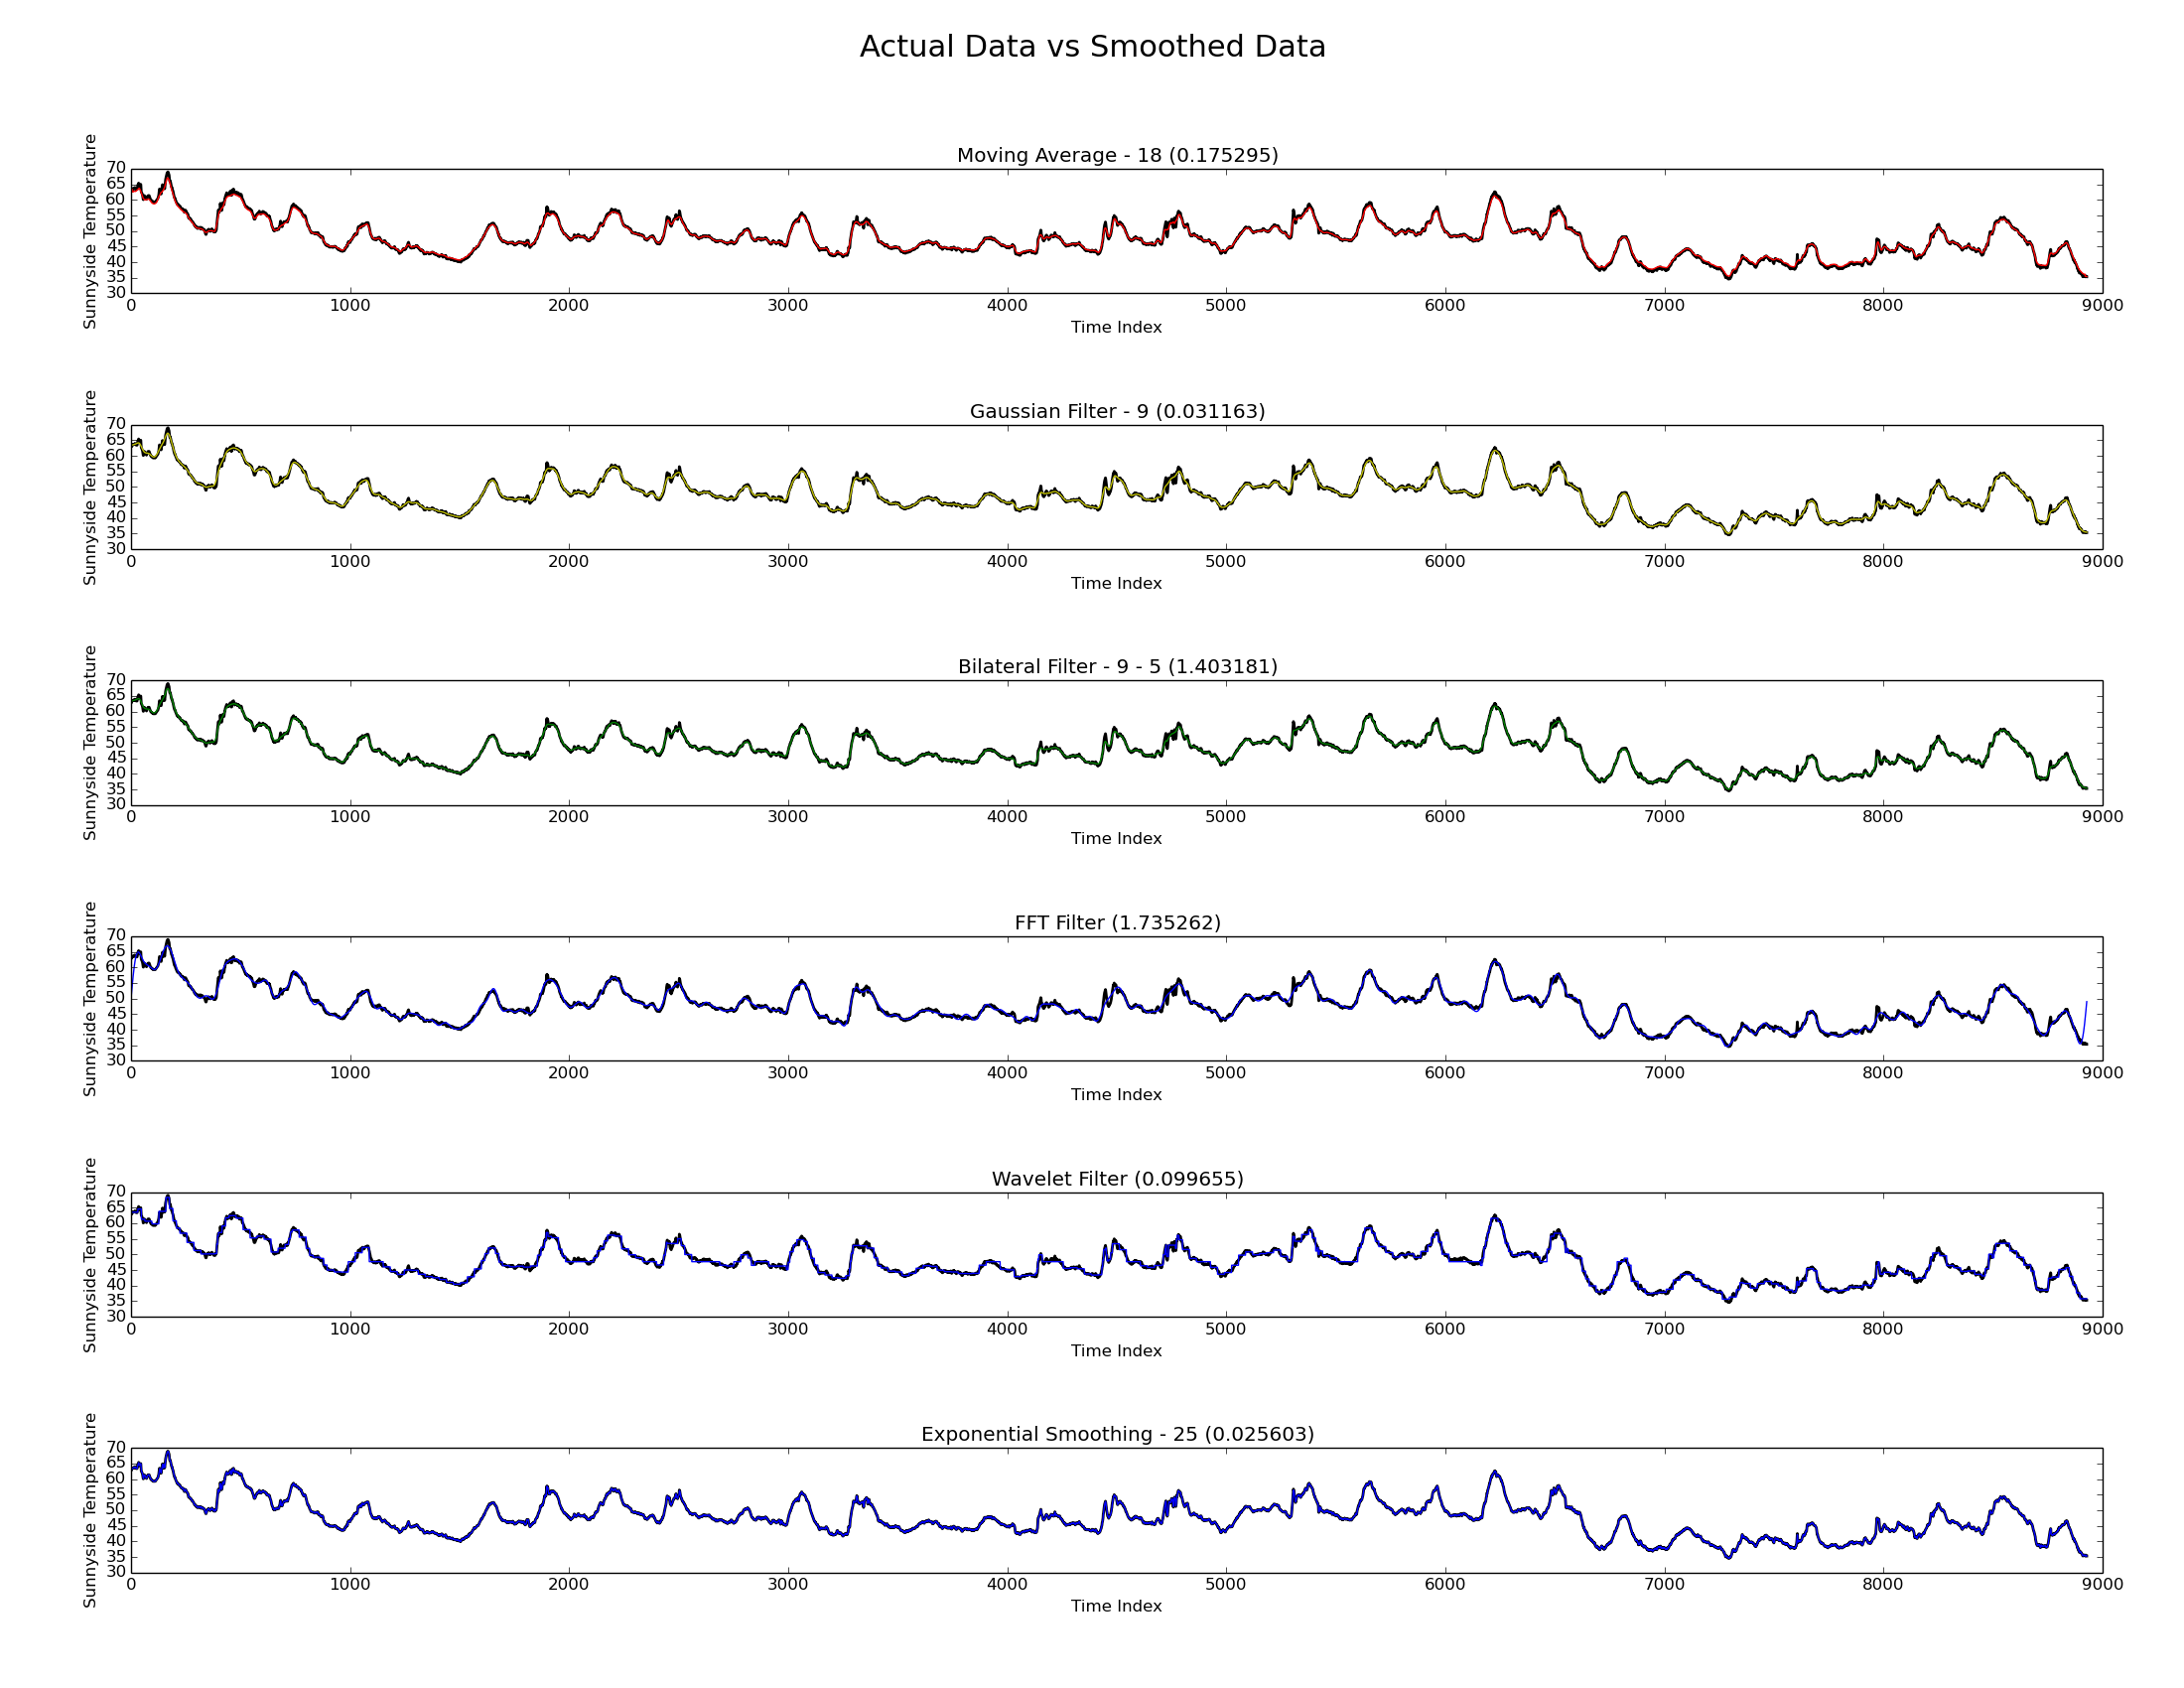 Actual Data vs Smoothed Data
Moving Average - 18 (0.175295)
Sunnyside Temperature
70
65
60
55
50
45
40
35
30
0 1000 2000 3000 4000 5000 6000 7000 8000 9000
Time Index
Gaussian Filter - 9 (0.031163)
Sunnyside Temperature
70
65
60
55
50
45
40
35
30
0 1000 2000 3000 4000 5000 6000 7000 8000 9000
Time Index
Bilateral Filter - 9 - 5 (1.403181)
Sunnyside Temperature
70
65
60
55
50
45
40
35
30
0 1000 2000 3000 4000 5000 6000 7000 8000 9000
Time Index
FFT Filter (1.735262)
Sunnyside Temperature
70
65
60
55
50
45
40
35
30
0 1000 2000 3000 4000 5000 6000 7000 8000 9000
Time Index
Wavelet Filter (0.099655)
Sunnyside Temperature
70
65
60
55
50
45
40
35
30
0 1000 2000 3000 4000 5000 6000 7000 8000 9000
Time Index
Exponential Smoothing - 25 (0.025603)
Sunnyside Temperature
70
65
60
55
50
45
40
35
30
0 1000 2000 3000 4000 5000 6000 7000 8000 9000
Time Index